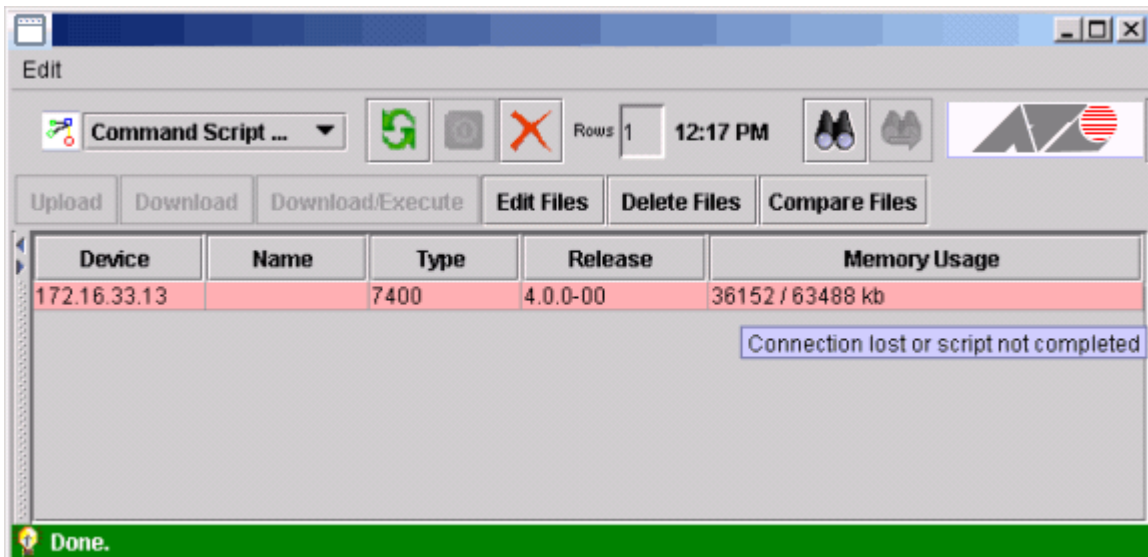 Edit
Command Script ... Rows 1 12:17 PM
Upload Download Download/Execute Edit Files Delete Files Compare Files
Device Name Type Release Memory Usage
172.16.33.13 7400 4.0.0-00 36152 / 63488 kb
Connection lost or script not completed
Done.